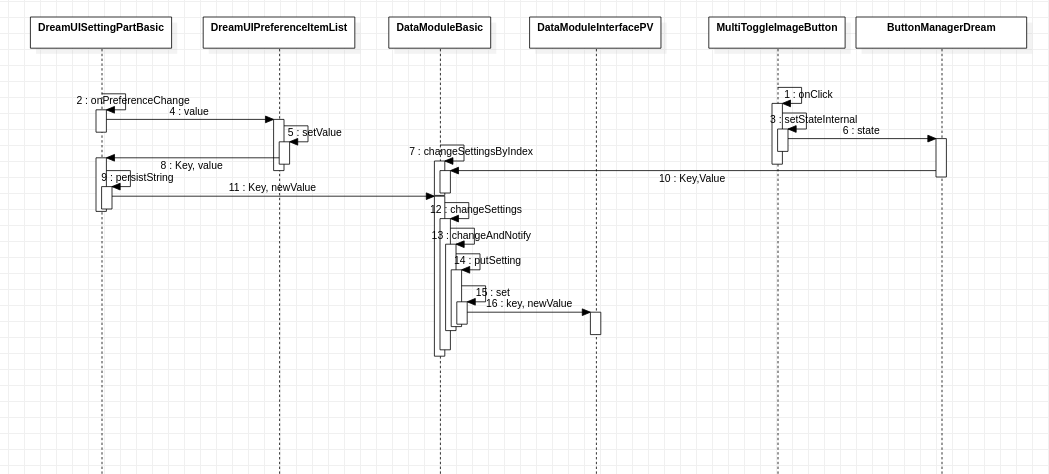 DreamUISettingPartBasic
DreamUIPreferenceItemList
DataModuleBasic
DataModuleInterfacePV
MultiToggleImageButton
ButtonManagerDream
1 : onClick
2 : onPreferenceChange
4 : value
3 : setStateInternal
5 : setValue
6 : state
7 : changeSettingsByIndex
8 : Key, value
9 : persistString
10 : Key,Value
11 : Key, newValue
12 : changeSettings
13 : changeAndNotify
14 : putSetting
15 : set
16 : key, newValue